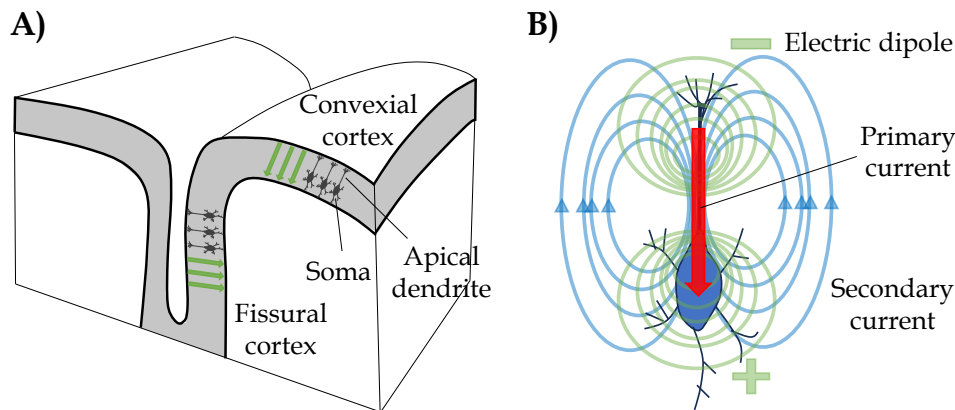 A)
Convexial
cortex
Soma
Apical
dendrite
Fissural
cortex
B)
Electric dipole
Primary
current
Secondary
current